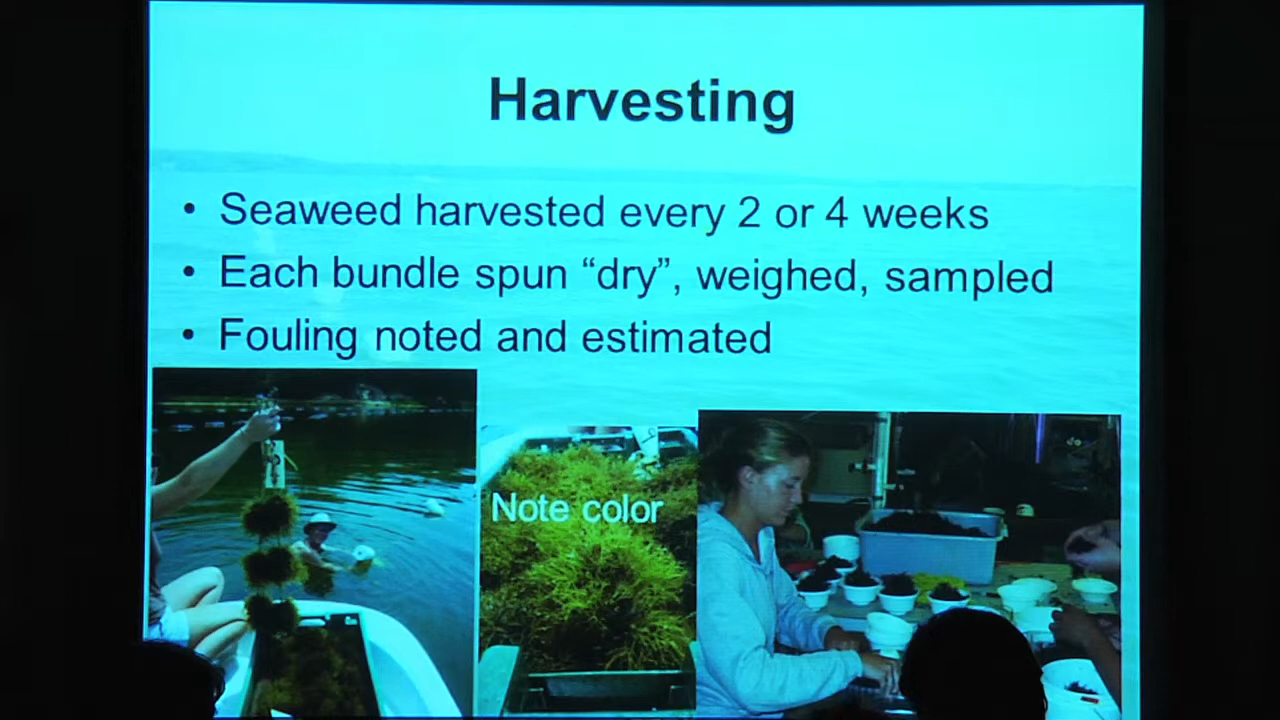 Harvesting
• Seaweed harvested every 2 or 4 weeks
• Each bundle spun “dry”, weighed, sampled
• Fouling noted and estimated
Note color